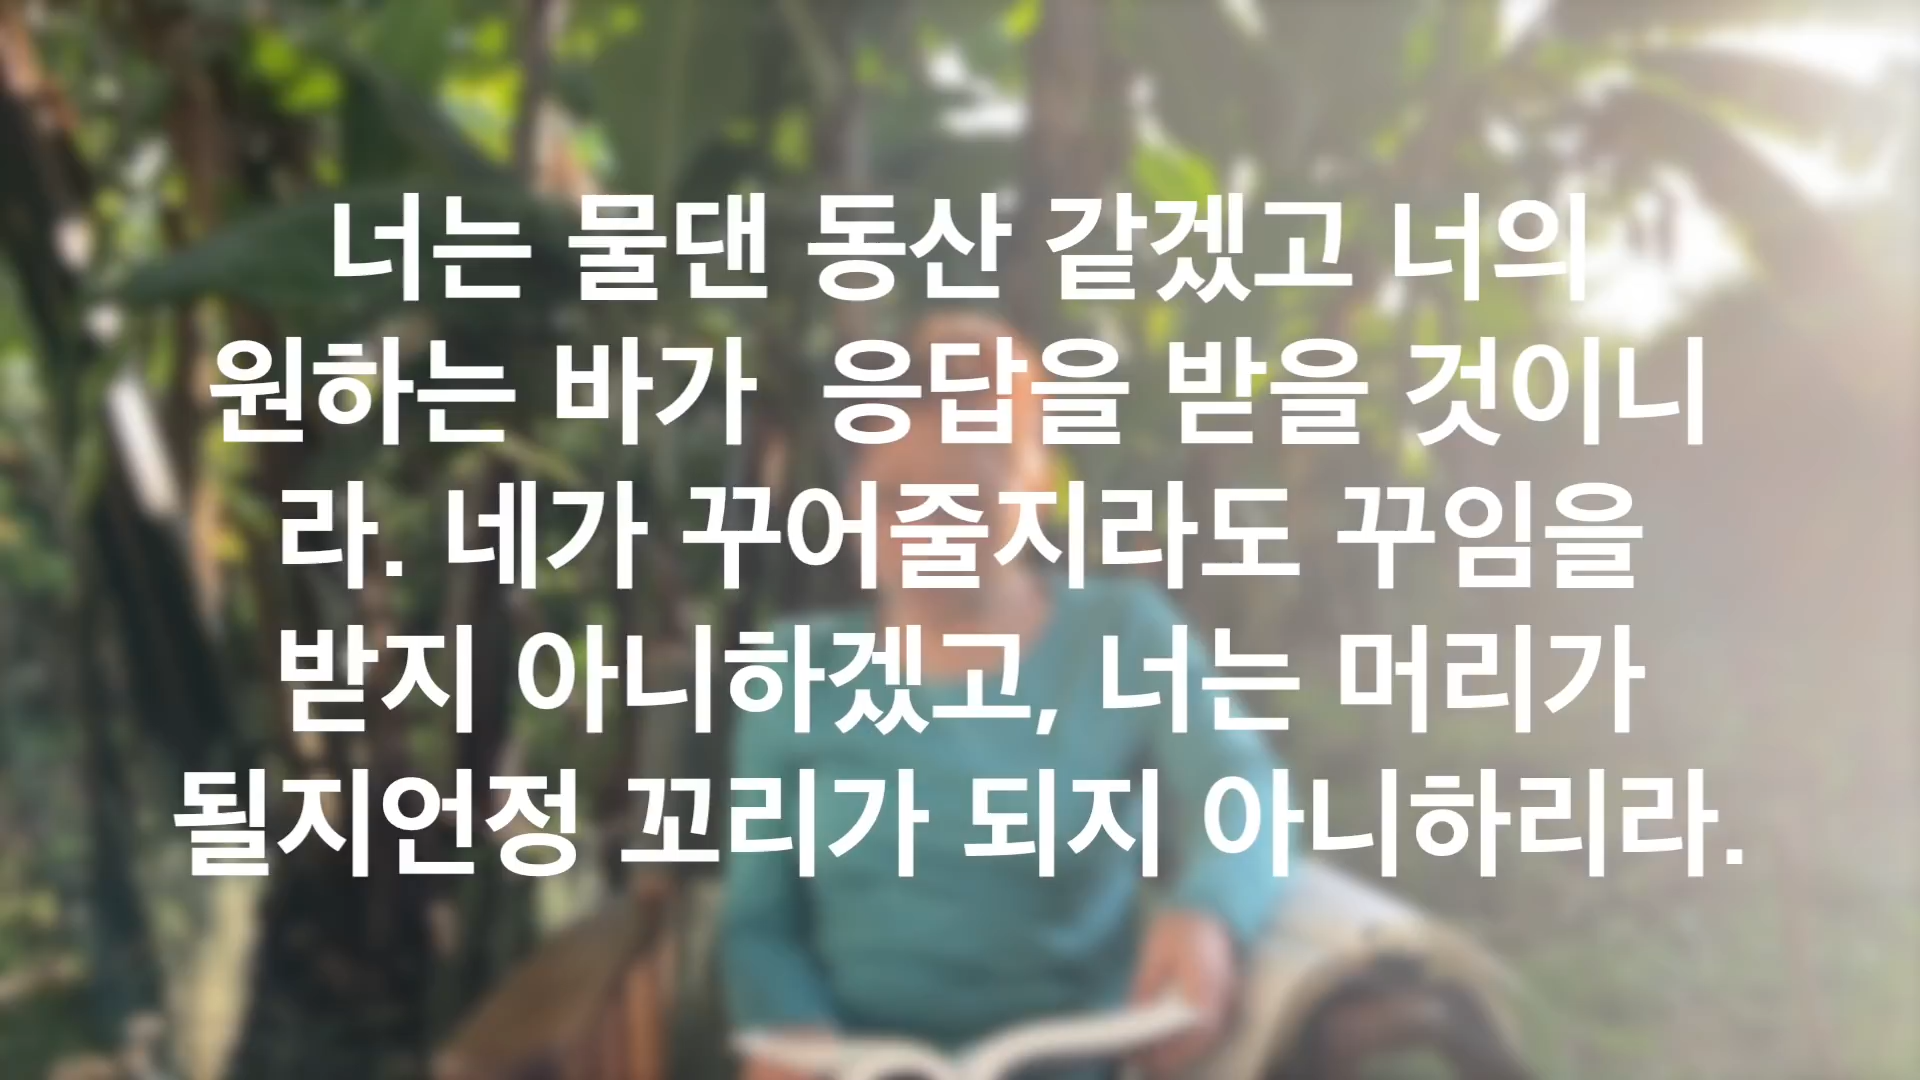 너는 물댄 동산 같겠고 너의
원하는 바가  응답을 받을 것이니
라. 네가 꾸어줄지라도 꾸임을
받지 아니하겠고, 너는 머리가
될지언정 꼬리가 되지 아니하리라.